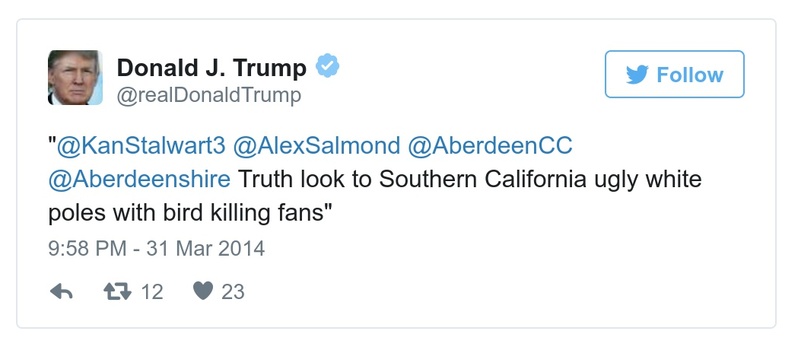 Donald J. Trump
@realDonaldTrump
Follow
"@KanStalwart3 @AlexSalmond @AberdeenCC
@Aberdeenshire Truth look to Southern California ugly white
poles with bird killing fans"
9:58 PM - 31 Mar 2014
12 23